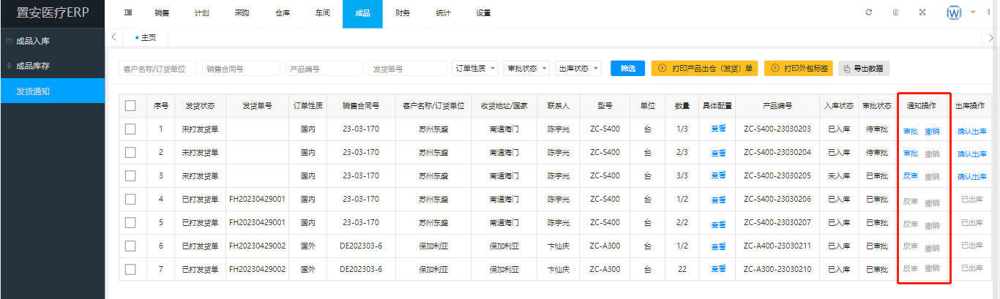 置安医疗ERP
销售 计划 采购 仓库 车间 成品 财务 统计 设置
W
成品入库
成品库存
发货通知
主页
客户名称/订货单位 销售合同号 产品编号 发货单号 订单性质 审批状态 出库状态 筛选 打印产品出仓（发货）单 打印外包标签 导出数据
序号 发货状态 发货单号 订单性质 销售合同号 客户名称/订货单位 收货地址/国家 联系人 型号 单位 数量 具体配置 产品编号 入库状态 审批状态 通知操作 出库操作
1 未打发货单 国内 23-03-170 苏州东盛 南通海门 陈宇光 ZC-S400 台 1/3 查看 ZC-S400-23030203 已入库 待审批 审批 撤销 确认出库
2 未打发货单 国内 23-03-170 苏州东盛 南通海门 陈宇光 ZC-S400 台 2/3 查看 ZC-S400-23030204 已入库 待审批 审批 撤销 确认出库
3 未打发货单 国内 23-03-170 苏州东盛 南通海门 陈宇光 ZC-S400 台 3/3 查看 ZC-S400-23030205 未入库 已审批 反审 撤销 确认出库
4 已打发货单 FH20230429001 国内 23-03-170 苏州东盛 南通海门 陈宇光 ZC-S400 台 1/2 查看 ZC-S400-23030206 已入库 已审批 反审 撤销 已出库
5 已打发货单 FH20230429001 国内 23-03-170 苏州东盛 南通海门 陈宇光 ZC-S400 台 2/2 查看 ZC-S400-23030207 已入库 已审批 反审 撤销 已出库
6 已打发货单 FH20230429002 国外 DE202303-6 保加利亚 保加利亚 卞仙庆 ZC-A300 台 1/2 查看 ZC-A400-23030211 已入库 已审批 反审 撤销 已出库
7 已打发货单 FH20230429002 国外 DE202303-6 保加利亚 保加利亚 卞仙庆 ZC-A300 台 22 查看 ZC-A300-23030210 已入库 已审批 反审 撤销 已出库